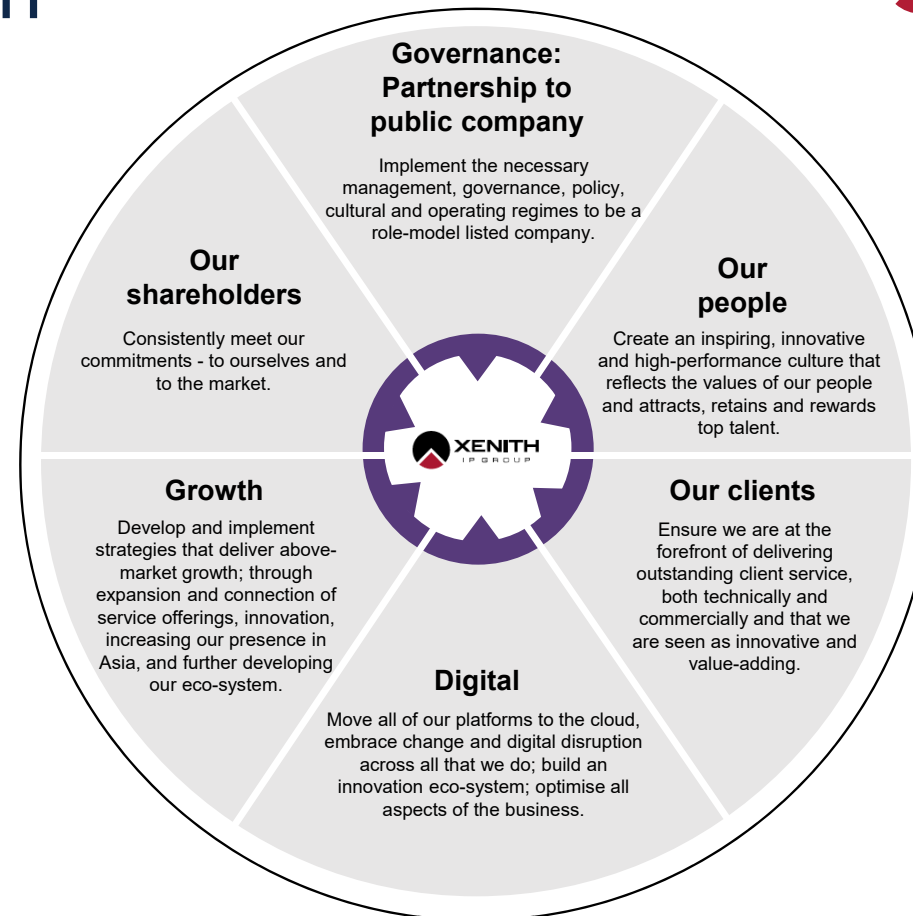 Governance:
Partnership to
public company
Implement the necessary
management, governance, policy,
cultural and operating regimes to be a
role-model listed company.
Our
shareholders
Consistently meet our
commitments - to ourselves and
to the market.
Our
people
Create an inspiring, innovative
and high-performance culture that
reflects the values of our people
and attracts, retains and rewards
top talent.
XENITH
IP GROUP
Growth
Develop and implement
strategies that deliver above-
market growth; through
expansion and connection of
service offerings, innovation,
increasing our presence in
Asia, and further developing
our eco-system.
Our clients
Ensure we are at the
forefront of delivering
outstanding client service,
both technically and
commercially and that we
are seen as innovative and
value-adding.
Digital
Move all of our platforms to the cloud,
embrace change and digital disruption
across all that we do; build an
innovation eco-system; optimise all
aspects of the business.